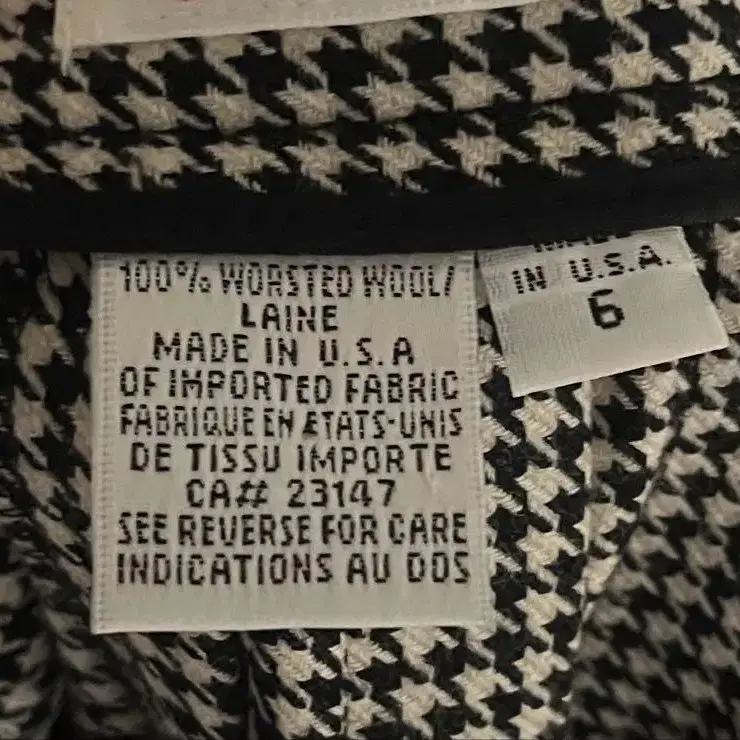 100% WORSTED WOOL/
LAINE
MADE IN U.S.A
OF IMPORTED FABRIC
FABRIQUE EN ETATS-UNIS
DE TISSU IMPORTE
CA# 23147
SEE REVERSE FOR CARE
INDICATIONS AU DOS
IN U.S.A.
6